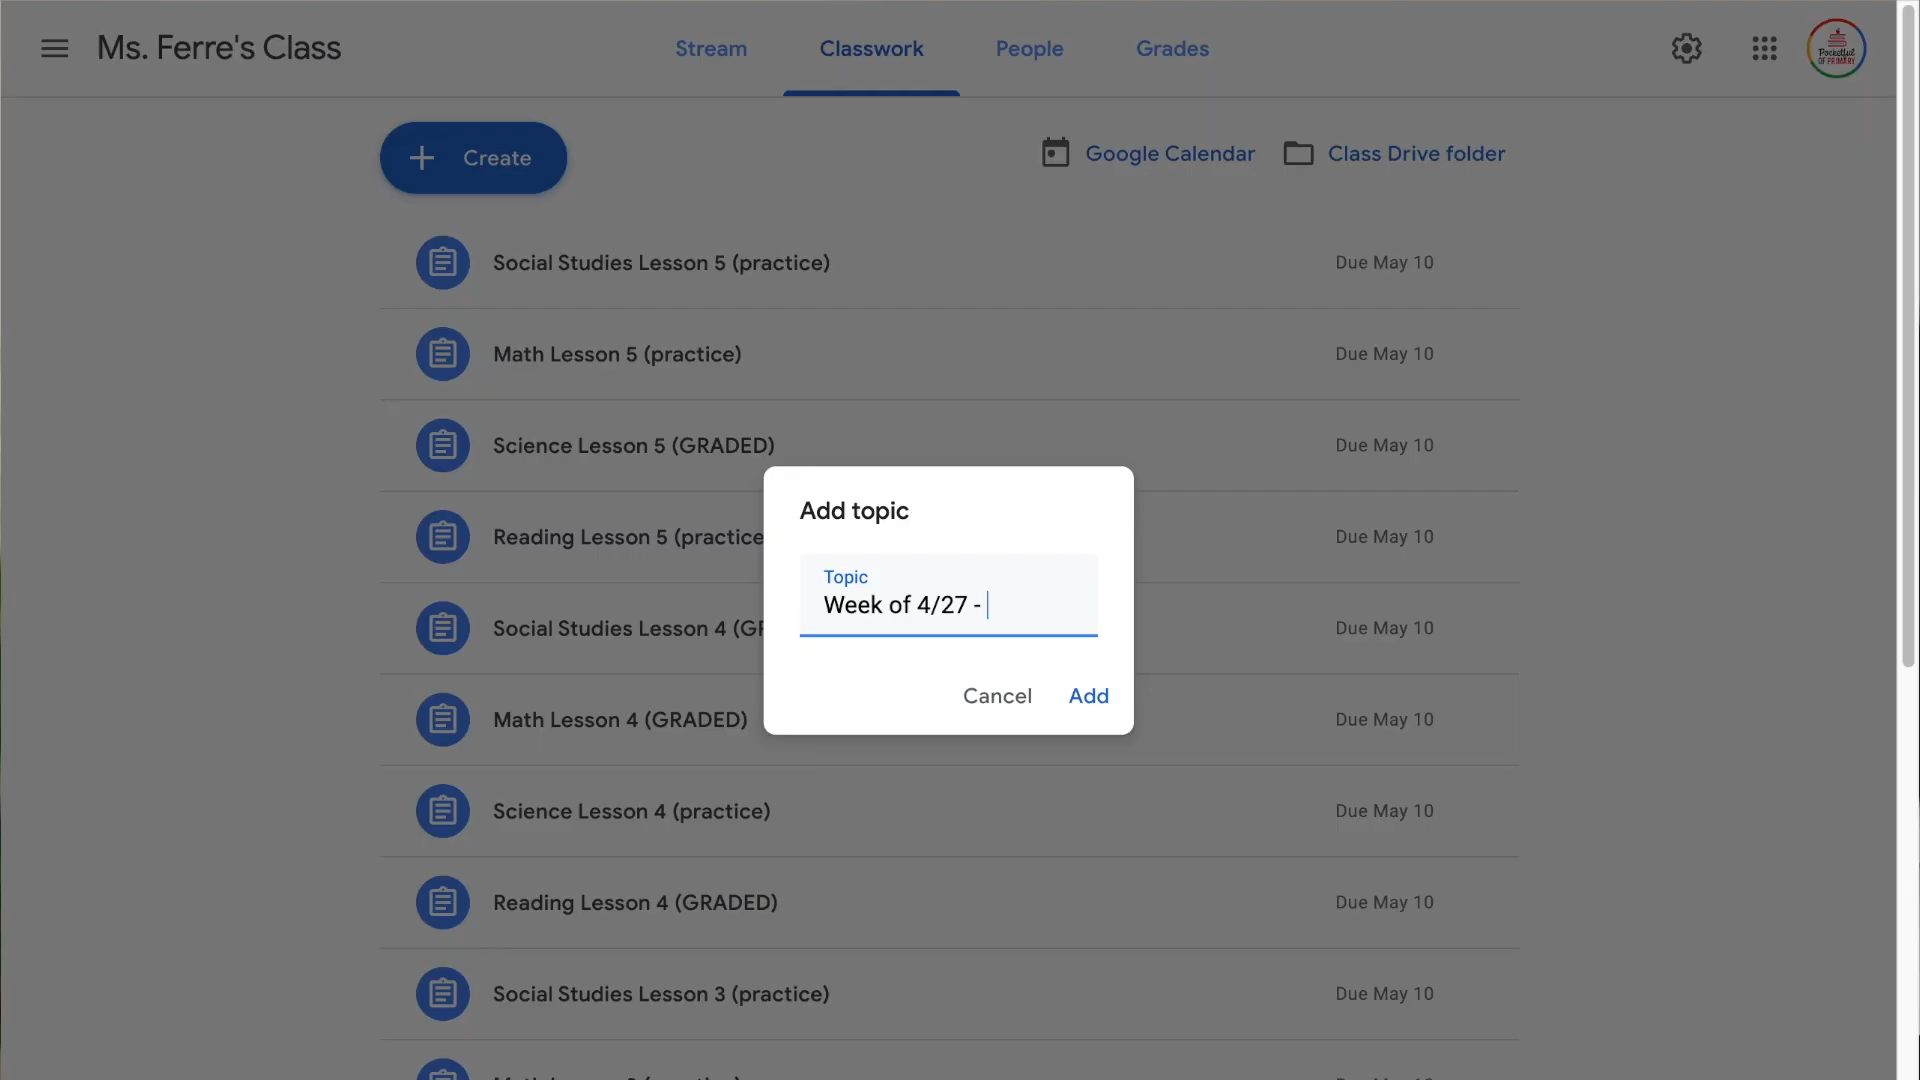 Ms. Ferre's Class
Stream
Classwork
People
Grades
Pocketful
OF PRIMARY
Create
Google Calendar
Class Drive folder
Social Studies Lesson 5 (practice)
Due May 10
Math Lesson 5 (practice)
Due May 10
Science Lesson 5 (GRADED)
Due May 10
Reading Lesson 5 (practice
Due May 10
Social Studies Lesson 4 (GR
Due May 10
Math Lesson 4 (GRADED)
Due May 10
Science Lesson 4 (practice)
Due May 10
Reading Lesson 4 (GRADED)
Due May 10
Social Studies Lesson 3 (practice)
Due May 10
Add topic
Topic
Week of 4/27 -
Cancel
Add